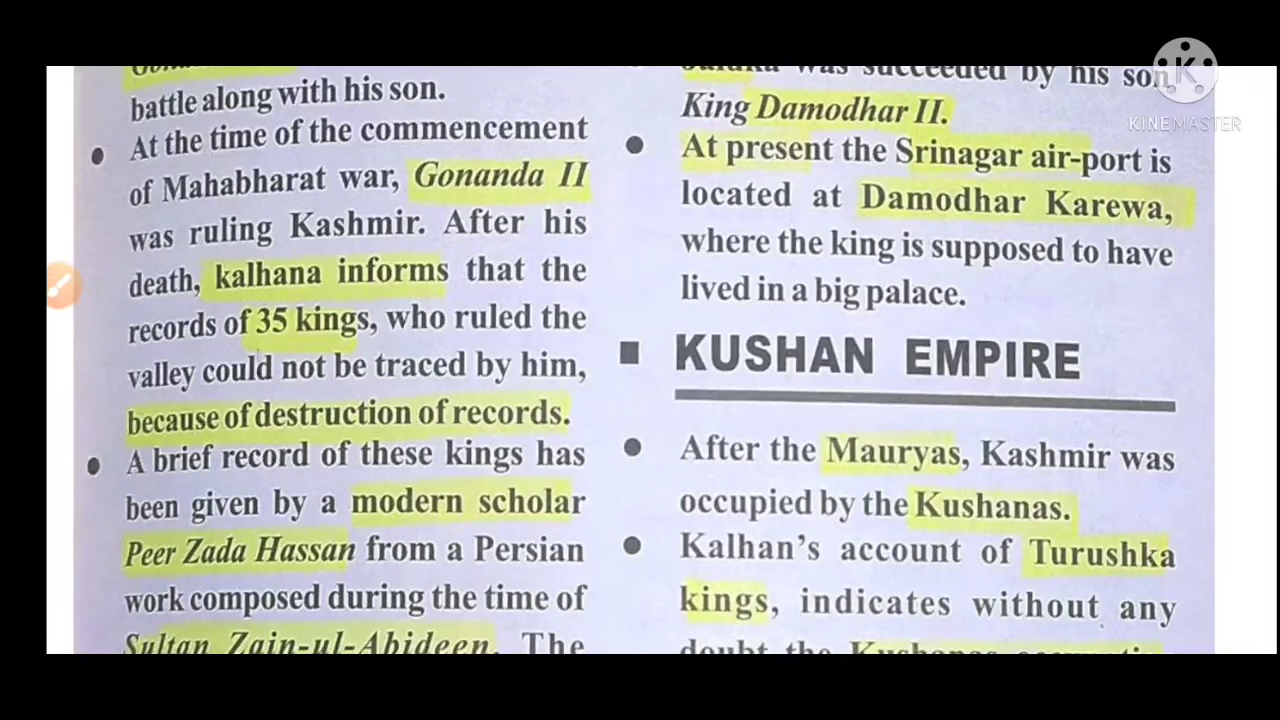 battle along with his son.
• At the time of the commencement
of Mahabharat war, Gonanda II
was ruling Kashmir. After his
death, kalhana informs that the
records of 35 kings, who ruled the
valley could not be traced by him,
because of destruction of records.
• A brief record of these kings has
been given by a modern scholar
Peer Zada Hassan from a Persian
work composed during the time of
Sultan Zain-ul-Abideen. The
was succeeded by his son
King Damodhar II.
• At present the Srinagar air-port is
located at Damodhar Karewa,
where the king is supposed to have
lived in a big palace.
■ KUSHAN EMPIRE
• After the Mauryas, Kashmir was
occupied by the Kushanas.
• Kalhan's account of Turushka
kings, indicates without any
doubt the Kushanas
K
KINEMASTER